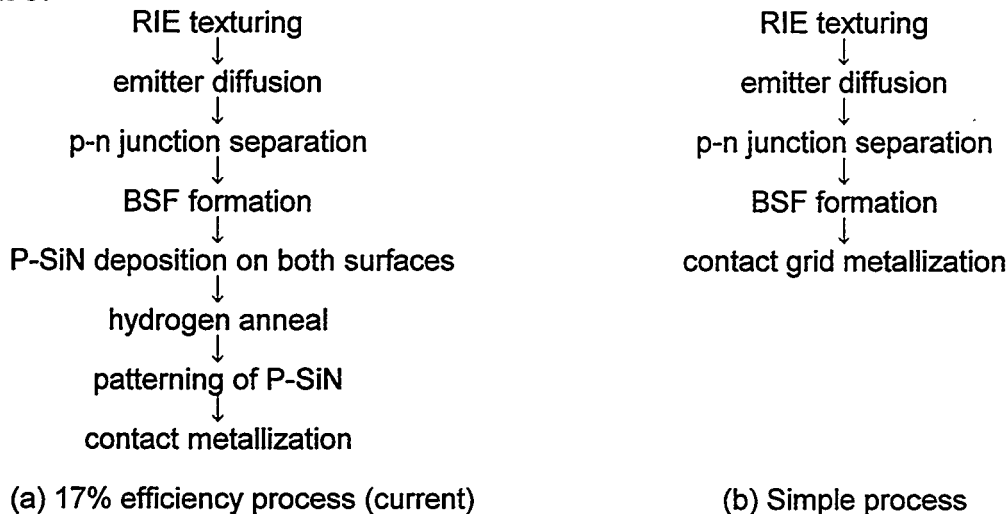 RIE texturing
↓
emitter diffusion
↓
p-n junction separation
↓
BSF formation
↓
P-SiN deposition on both surfaces
↓
hydrogen anneal
↓
patterning of P-SiN
↓
contact metallization
(a) 17% efficiency process (current)
RIE texturing
↓
emitter diffusion
↓
p-n junction separation
↓
BSF formation
↓
contact grid metallization
(b) Simple process